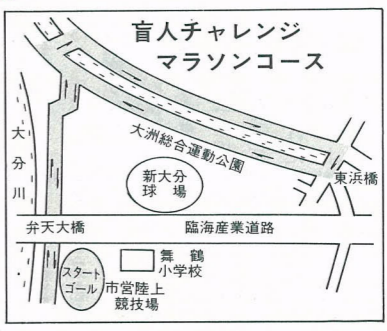 盲人チャレンジ
マラソンコース
大分川
大洲総合運動公園
新大分
球場
東浜橋
弁天大橋
臨海産業道路
舞鶴
小学校
スタート
ゴール
市営陸上
競技場